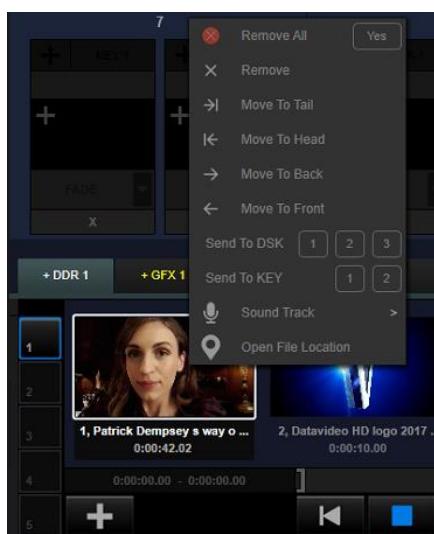 7
Remove All Yes
KEY 1
Remove
Move To Tail
Move To Head
Move To Back
FADE
Move To Front
X
Send To DSK 1 2 3
+ DDR 1 + GFX 1 Send To KEY 1 2
Sound Track >
1 Open File Location
2
3 1, Patrick Dempsey s way o ... 2, Datavideo HD logo 2017 .
0:00:42.02 0:00:10.00
4 0:00:00.00 - 0:00:00.00
5